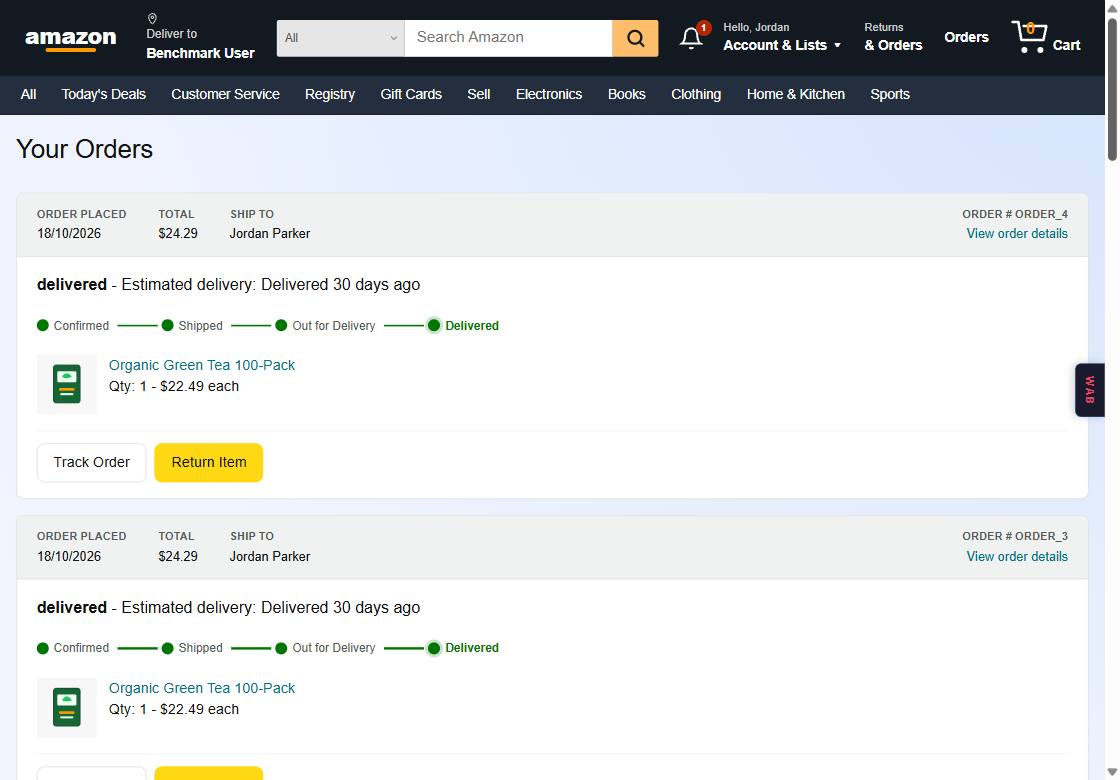 amazon
Deliver to
Benchmark User
All
Search Amazon
1
Hello, Jordan
Account & Lists
Returns
& Orders
Orders
0
Cart
All
Today's Deals
Customer Service
Registry
Gift Cards
Sell
Electronics
Books
Clothing
Home & Kitchen
Sports
Your Orders
ORDER PLACED
18/10/2026
TOTAL
$24.29
SHIP TO
Jordan Parker
ORDER # ORDER_4
View order details
delivered - Estimated delivery: Delivered 30 days ago
Confirmed
Shipped
Out for Delivery
Delivered
Organic Green Tea 100-Pack
Qty: 1 - $22.49 each
WAB
Track Order
Return Item
ORDER PLACED
18/10/2026
TOTAL
$24.29
SHIP TO
Jordan Parker
ORDER # ORDER_3
View order details
delivered - Estimated delivery: Delivered 30 days ago
Confirmed
Shipped
Out for Delivery
Delivered
Organic Green Tea 100-Pack
Qty: 1 - $22.49 each